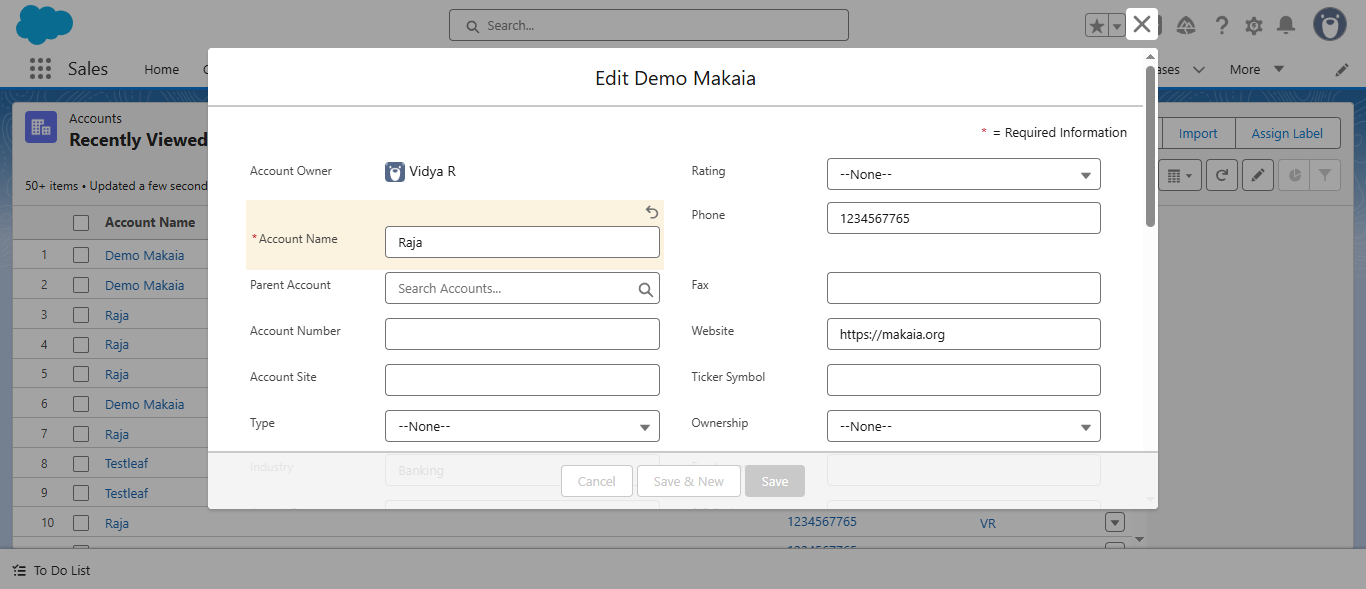 Search...
Sales
Home
C
ases
More
Accounts
Recently Viewed
Import
Assign Label
50+ items • Updated a few second
Account Name
1 Demo Makaia
2 Demo Makaia
3 Raja
4 Raja
5 Raja
6 Demo Makaia
7 Raja
8 Testleaf
9 Testleaf
10 Raja 1234567765 VR
Edit Demo Makaia
* = Required Information
Account Owner
Vidya R
Rating
--None--
Phone
1234567765
*Account Name
Raja
Parent Account
Search Accounts...
Fax
Account Number
Website
https://makaia.org
Account Site
Ticker Symbol
Type
--None--
Ownership
--None--
Industry
Banking
Cancel
Save & New
Save
1234567765
To Do List